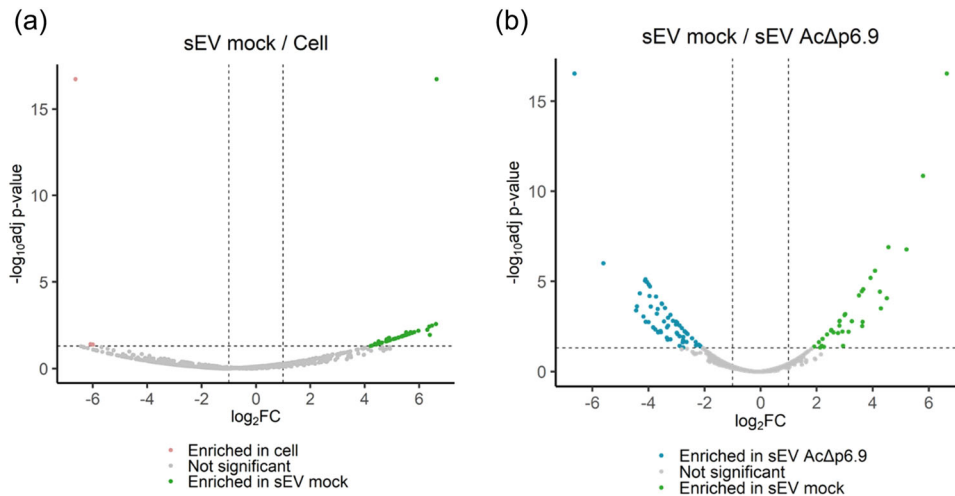 (a)
sEV mock / Cell
-log10adj p-value
15
10
5
0
-6 -4 -2 0 2 4 6
log2FC
Enriched in cell
Not significant
Enriched in sEV mock
(b)
sEV mock / sEV AcΔp6.9
-log10adj p-value
15
10
5
0
-6 -4 -2 0 2 4 6
log2FC
Enriched in sEV AcΔp6.9
Not significant
Enriched in sEV mock